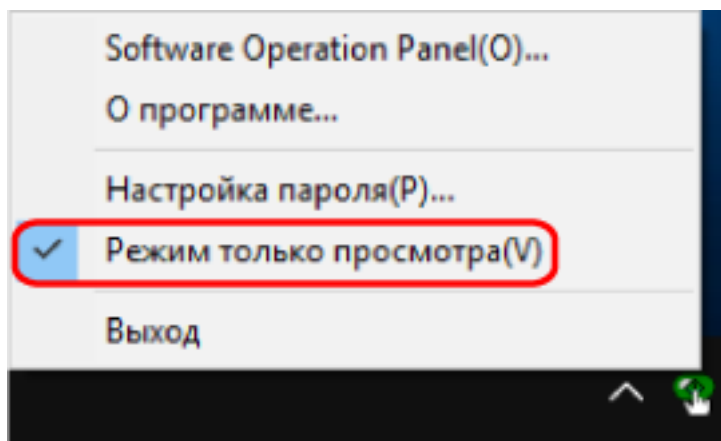 Software Operation Panel(O)...
О программе...
Настройка пароля(P)...
Режим только просмотра(V)
Выход